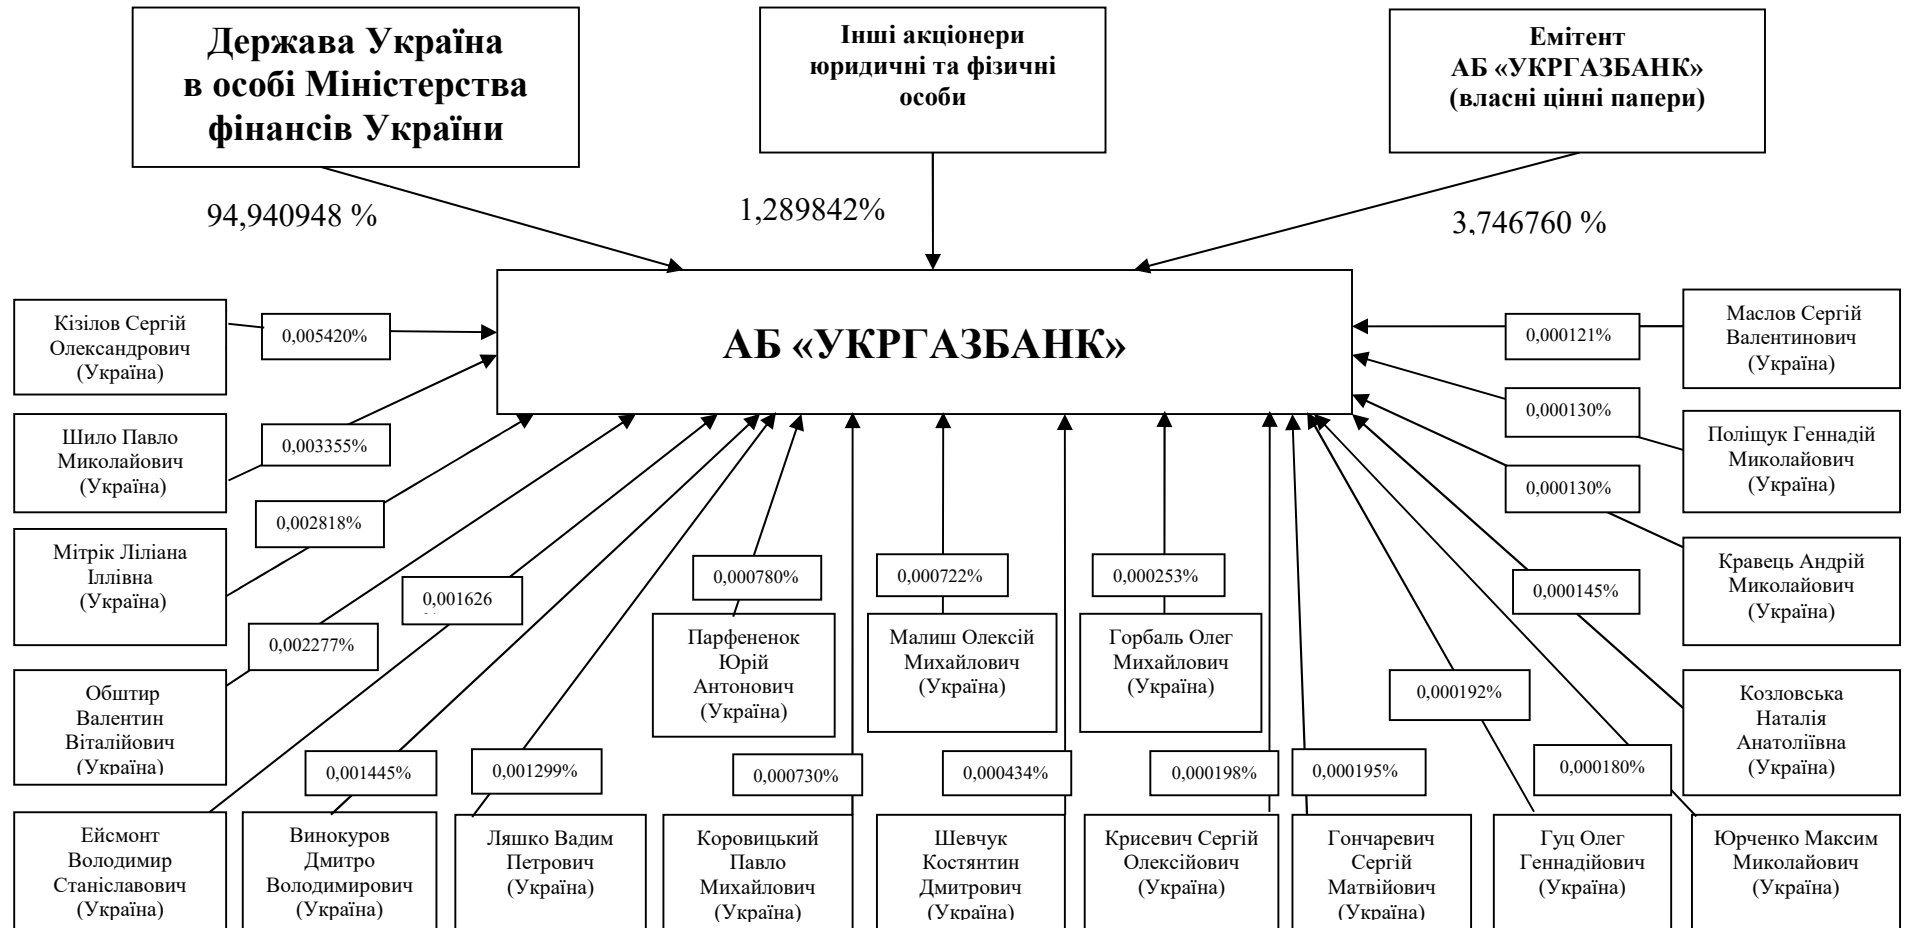 Держава Україна
в особі Міністерства
фінансів України
Інші акціонери
юридичні та фізичні
особи
Емітент
АБ «УКРГАЗБАНК»
(власні цінні папери)
94,940948 %
1,289842%
3,746760 %
АБ «УКРГАЗБАНК»
Кізілов Сергій
Олександрович
(Україна)
0,005420%
Шило Павло
Миколайович
(Україна)
0,003355%
Мітрік Ліліана
Іллівна
(Україна)
0,002818%
Обштир
Валентин
Віталійович
(Україна)
0,002277%
Маслов Сергій
Валентинович
(Україна)
0,000121%
Поліщук Геннадій
Миколайович
(Україна)
0,000130%
Кравець Андрій
Миколайович
(Україна)
0,000130%
Козловська
Наталія
Анатоліївна
(Україна)
0,000145%
0,000780%
Парфененок
Юрій
Антонович
(Україна)
0,000722%
Малиш Олексій
Михайлович
(Україна)
0,000253%
Горбаль Олег
Михайлович
(Україна)
0,001626
Ейсмонт
Володимир
Станіславович
(Україна)
0,001445%
Винокуров
Дмитро
Володимирович
(Україна)
0,001299%
Ляшко Вадим
Петрович
(Україна)
0,000730%
Коровицький
Павло
Михайлович
(Україна)
0,000434%
Шевчук
Костянтин
Дмитрович
(Україна)
0,000198%
Крисевич Сергій
Олексійович
(Україна)
0,000195%
Гончаревич
Сергій
Матвійович
(Україна)
0,000192%
Гуц Олег
Геннадійович
(Україна)
0,000180%
Юрченко Максим
Миколайович
(Україна)